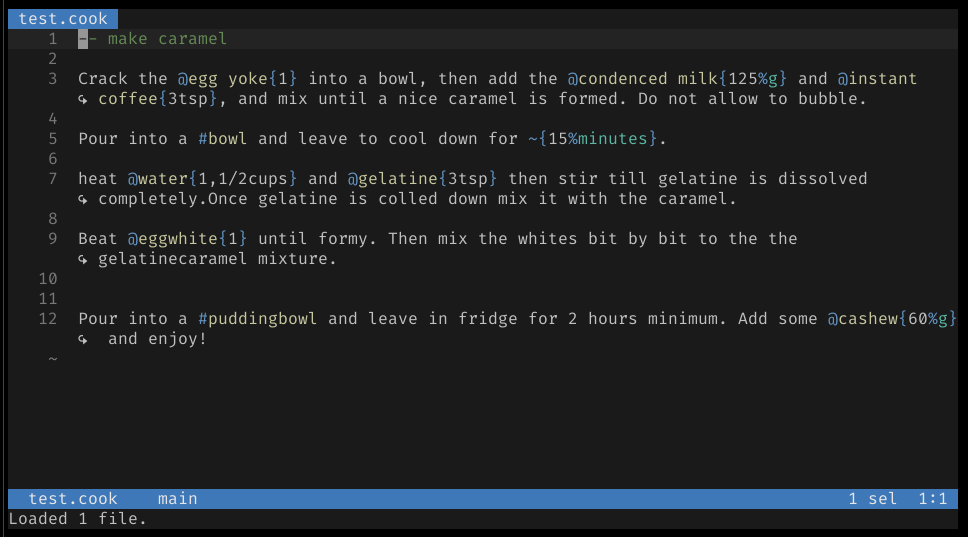 test.cook
1 -- make caramel
2
3 Crack the @egg yoke{1} into a bowl, then add the @condenced milk{125%g} and @instant
↪ coffee{3tsp}, and mix until a nice caramel is formed. Do not allow to bubble.
4
5 Pour into a #bowl and leave to cool down for ~{15%minutes}.
6
7 heat @water{1,1/2cups} and @gelatine{3tsp} then stir till gelatine is dissolved
↪ completely.Once gelatine is colled down mix it with the caramel.
8
9 Beat @eggwhite{1} until formy. Then mix the whites bit by bit to the the
↪ gelatinecaramel mixture.
10
11
12 Pour into a #puddingbowl and leave in fridge for 2 hours minimum. Add some @cashew{60%g}
↪ and enjoy!
~
test.cook main 1 sel 1:1
Loaded 1 file.